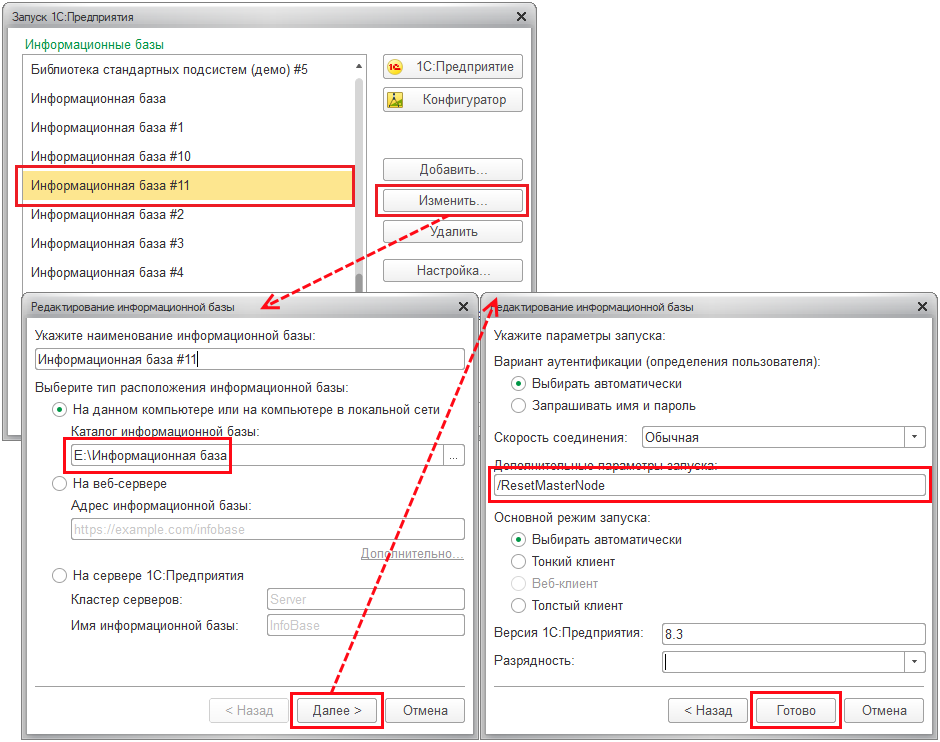 Запуск 1С:Предприятия
Информационные базы
Библиотека стандартных подсистем (демо) #5
Информационная база
Информационная база #1
Информационная база #10
Информационная база #11
Информационная база #2
Информационная база #3
Информационная база #4
1С:Предприятие
Конфигуратор
Добавить...
Изменить...
Удалить
Настройка...
Редактирование информационной базы
Укажите наименование информационной базы:
Информационная база #11
Выберите тип расположения информационной базы:
На данном компьютере или на компьютере в локальной сети
Каталог информационной базы:
E:\Информационная база
...
На веб-сервере
Адрес информационной базы:
https://example.com/infobase
Дополнительно...
На сервере 1С:Предприятия
Кластер серверов:
Server
Имя информационной базы:
InfoBase
< Назад
Далее >
Отмена
Редактирование информационной базы
Укажите параметры запуска:
Вариант аутентификации (определения пользователя):
Выбирать автоматически
Запрашивать имя и пароль
Скорость соединения:
Обычная
Дополнительные параметры запуска:
/ResetMasterNode
Основной режим запуска:
Выбирать автоматически
Тонкий клиент
Веб-клиент
Толстый клиент
Версия 1С:Предприятия:
8.3
Разрядность:
< Назад
Готово
Отмена